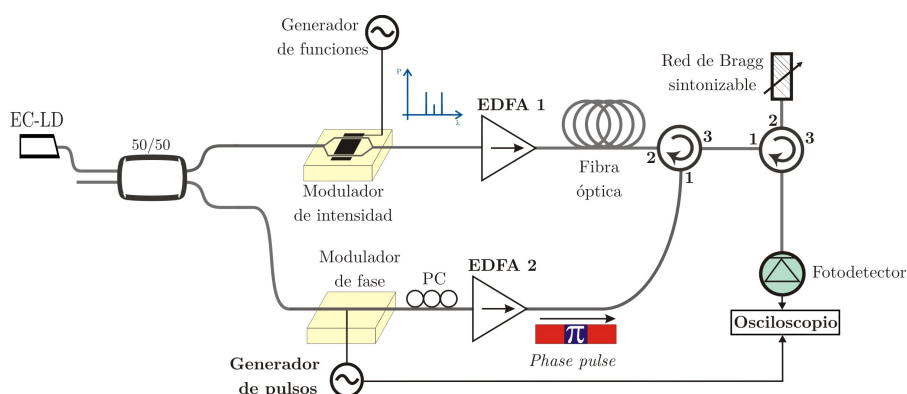 Generador
de funciones
P
λ
EC-LD
50/50
Modulador
de intensidad
EDFA 1
Fibra
óptica
2
3
1
Red de Bragg
sintonizable
2
1
3
Modulador
de fase
PC
EDFA 2
π
Phase pulse
Generador
de pulsos
Fotodetector
Osciloscopio